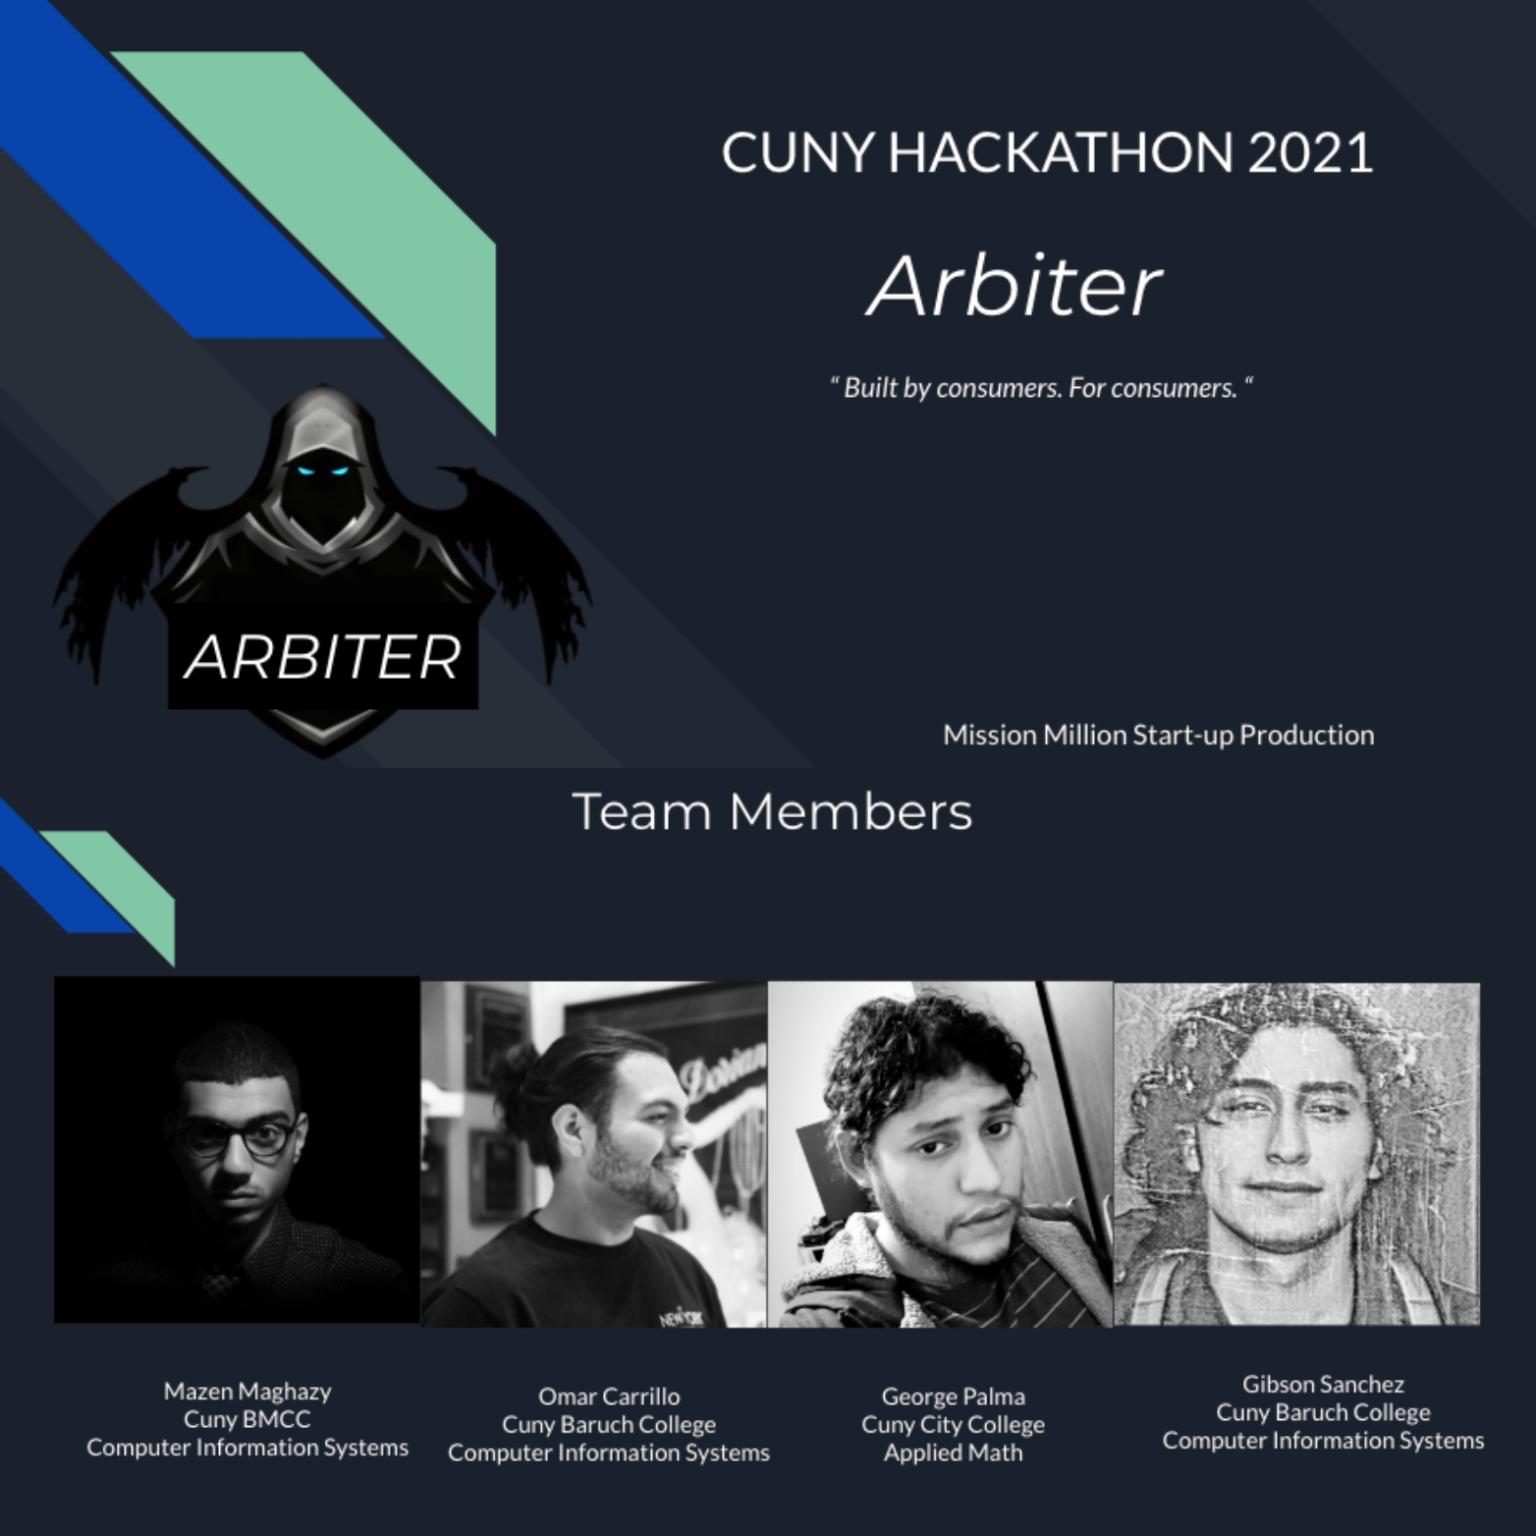 CUNY HACKATHON 2021
Arbiter
“ Built by consumers. For consumers. “
ARBITER
Mission Million Start-up Production
Team Members
NEW YORK
Mazen Maghazy
Cuny BMCC
Computer Information Systems
Omar Carrillo
Cuny Baruch College
Computer Information Systems
George Palma
Cuny City College
Applied Math
Gibson Sanchez
Cuny Baruch College
Computer Information Systems